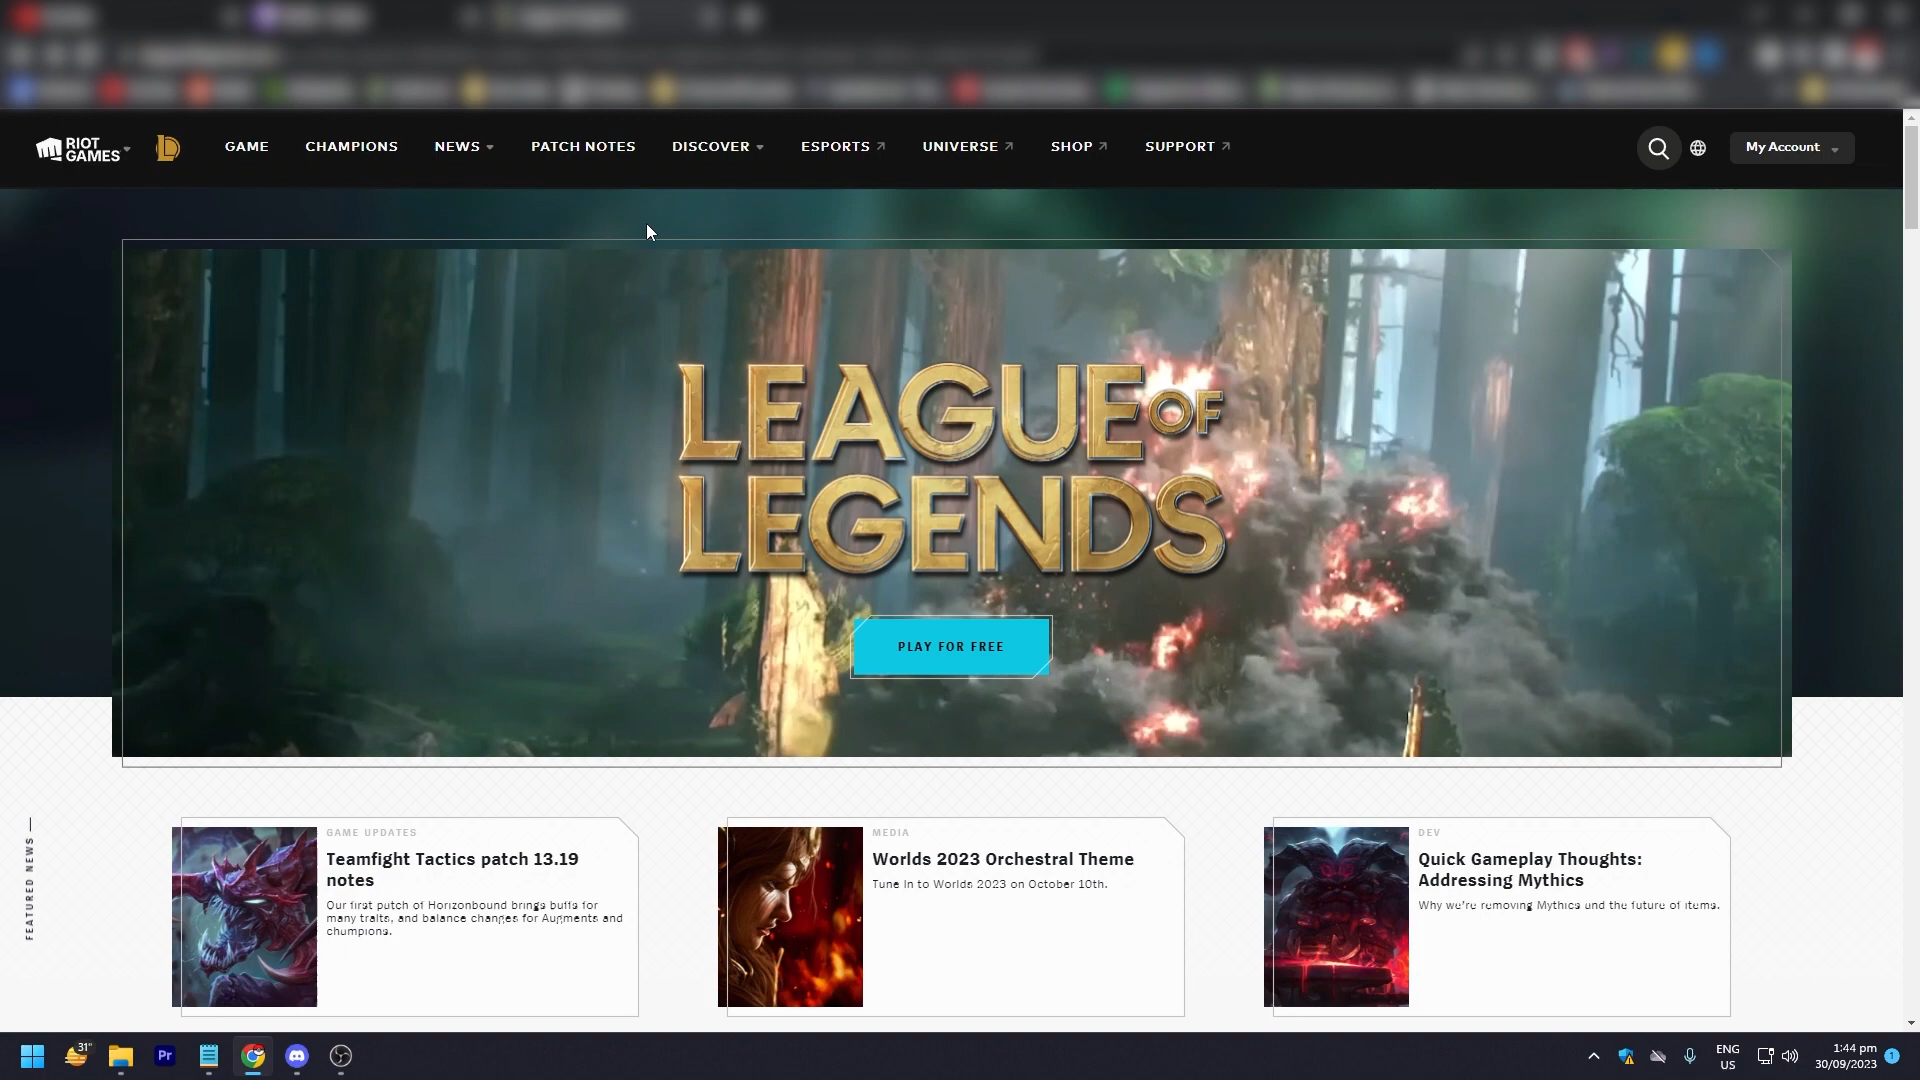 RIOT
GAMES
GAME
CHAMPIONS
NEWS
PATCH NOTES
DISCOVER
ESPORTS
UNIVERSE
SHOP
SUPPORT
My Account
LEAGUE OF
LEGENDS
PLAY FOR FREE
FEATURED NEWS
GAME UPDATES
Teamfight Tactics patch 13.19
notes
Our first patch of Horizonbound brings buffs for
many traits, and balance changes for Augments and
champions.
MEDIA
Worlds 2023 Orchestral Theme
Tune in to Worlds 2023 on October 10th.
DEV
Quick Gameplay Thoughts:
Addressing Mythics
Why we're removing Mythics and the future of items.
31°
Pr
ENG
US
1:44 pm
30/09/2023
1